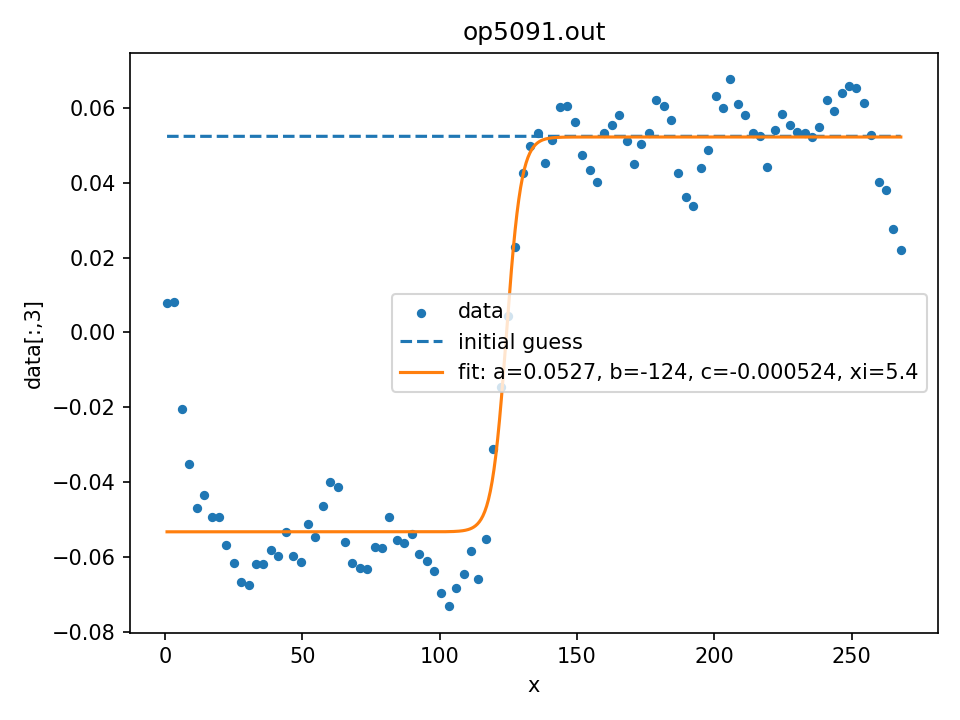 op5091.out
data[:,3]
0.06
0.04
0.02
0.00
−0.02
−0.04
−0.06
−0.08
data
initial guess
fit: a=0.0527, b=-124, c=-0.000524, xi=5.4
0 50 100 150 200 250
x